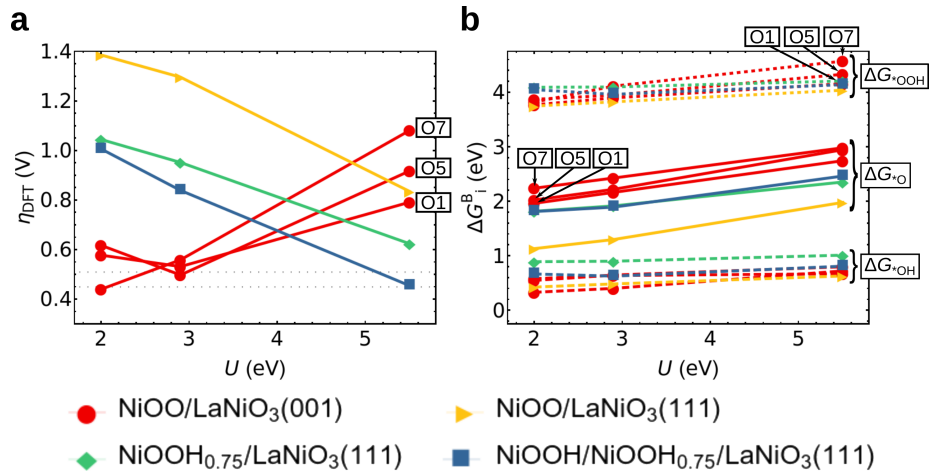 a
b
1.4
1.2
1.0
0.8
0.6
0.4
η_DFT (V)
O7
O5
O1
2
3
4
5
U (eV)
O1 O5 O7
ΔG*OOH
O7 O5 O1
ΔG*O
ΔG*OH
4
3
2
1
0
ΔG^B_i (eV)
2
3
4
5
U (eV)
NiOO/LaNiO₃(001)
NiOO/LaNiO₃(111)
NiOOH₀.₇₅/LaNiO₃(111)
NiOOH/NiOOH₀.₇₅/LaNiO₃(111)